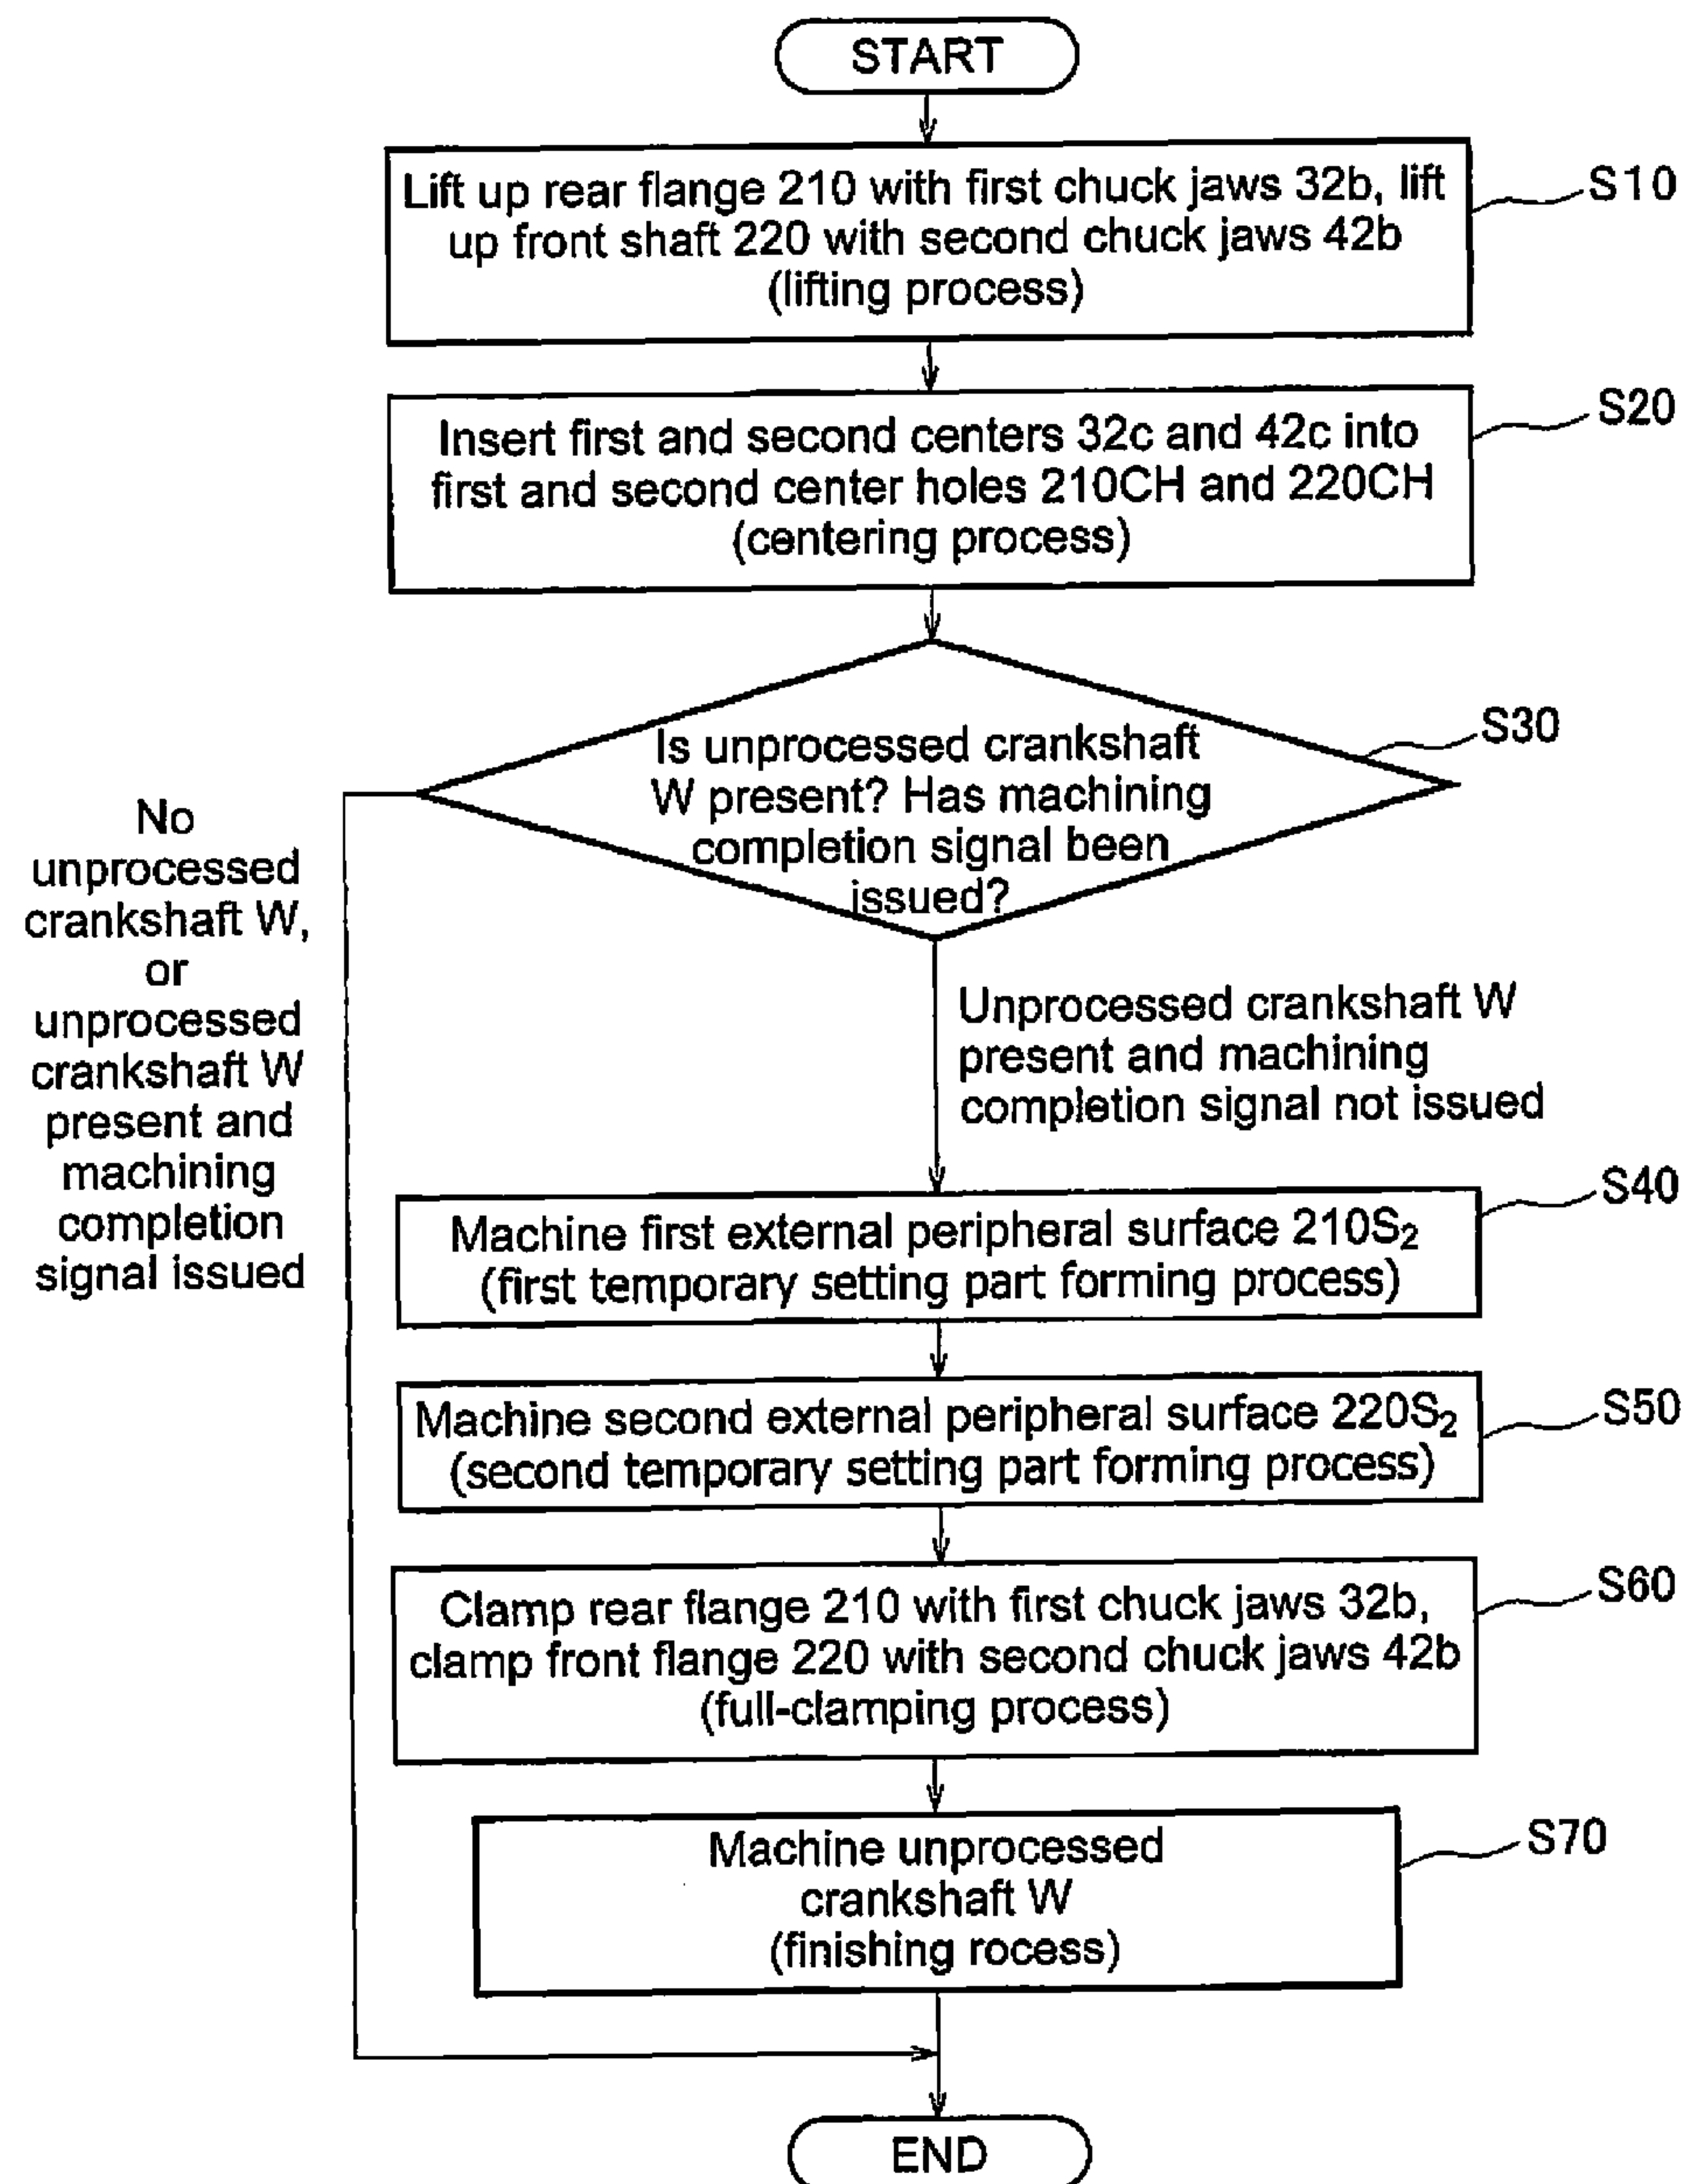 START
Lift up rear flange 210 with first chuck jaws 32b, lift
up front shaft 220 with second chuck jaws 42b
(lifting process)
S10
Insert first and second centers 32c and 42c into
first and second center holes 210CH and 220CH
(centering process)
S20
Is unprocessed crankshaft
W present? Has machining
completion signal been
issued?
S30
No
unprocessed
crankshaft W,
or
unprocessed
crankshaft W
present and
machining
completion
signal issued
Unprocessed crankshaft W
present and machining
completion signal not issued
Machine first external peripheral surface 210S₂
(first temporary setting part forming process)
S40
Machine second external peripheral surface 220S₂
(second temporary setting part forming process)
S50
Clamp rear flange 210 with first chuck jaws 32b,
clamp front flange 220 with second chuck jaws 42b
(full-clamping process)
S60
Machine unprocessed
crankshaft W
(finishing rocess)
S70
END